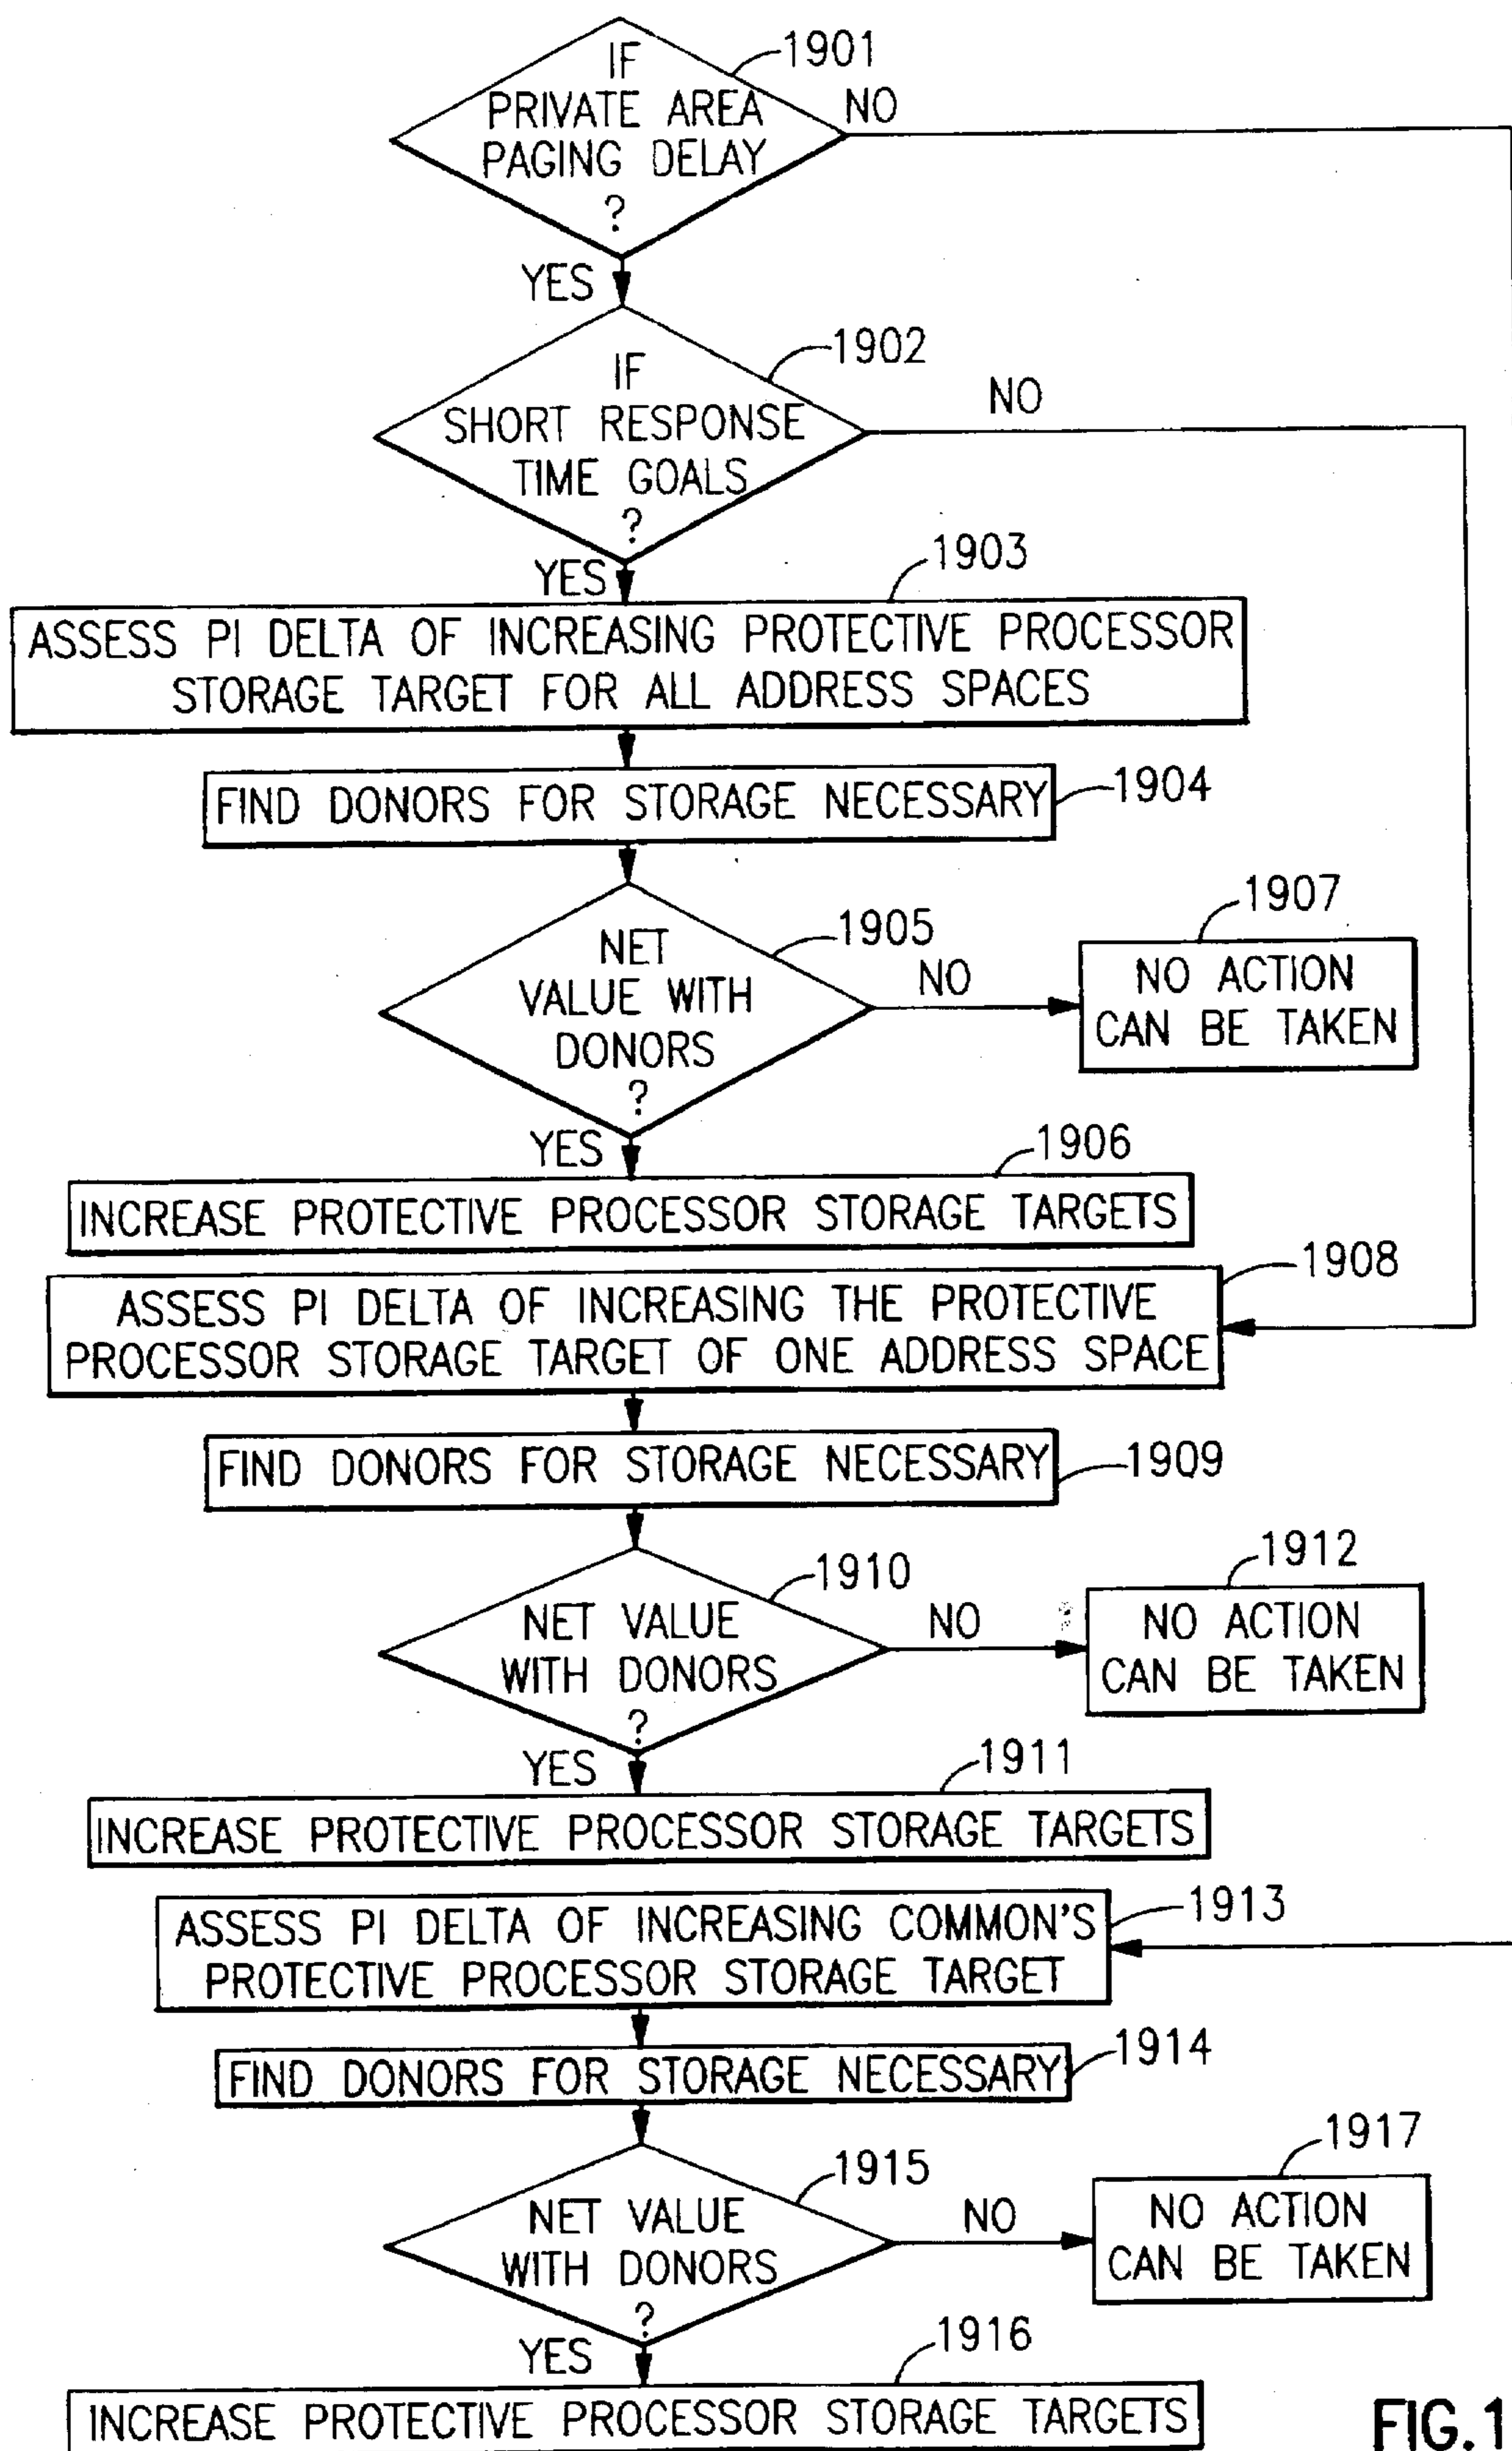 IF
PRIVATE AREA
PAGING DELAY
?
1901
NO
YES
IF
SHORT RESPONSE
TIME GOALS
?
1902
NO
YES
1903
ASSESS PI DELTA OF INCREASING PROTECTIVE PROCESSOR
STORAGE TARGET FOR ALL ADDRESS SPACES
FIND DONORS FOR STORAGE NECESSARY
1904
NET
VALUE WITH
DONORS
?
1905
NO
1907
NO ACTION
CAN BE TAKEN
YES
1906
INCREASE PROTECTIVE PROCESSOR STORAGE TARGETS
1908
ASSESS PI DELTA OF INCREASING THE PROTECTIVE
PROCESSOR STORAGE TARGET OF ONE ADDRESS SPACE
FIND DONORS FOR STORAGE NECESSARY
1909
NET VALUE
WITH DONORS
?
1910
NO
1912
NO ACTION
CAN BE TAKEN
YES
1911
INCREASE PROTECTIVE PROCESSOR STORAGE TARGETS
ASSESS PI DELTA OF INCREASING COMMON'S
PROTECTIVE PROCESSOR STORAGE TARGET
1913
FIND DONORS FOR STORAGE NECESSARY
1914
NET VALUE
WITH DONORS
?
1915
NO
1917
NO ACTION
CAN BE TAKEN
YES
1916
INCREASE PROTECTIVE PROCESSOR STORAGE TARGETS
FIG.1